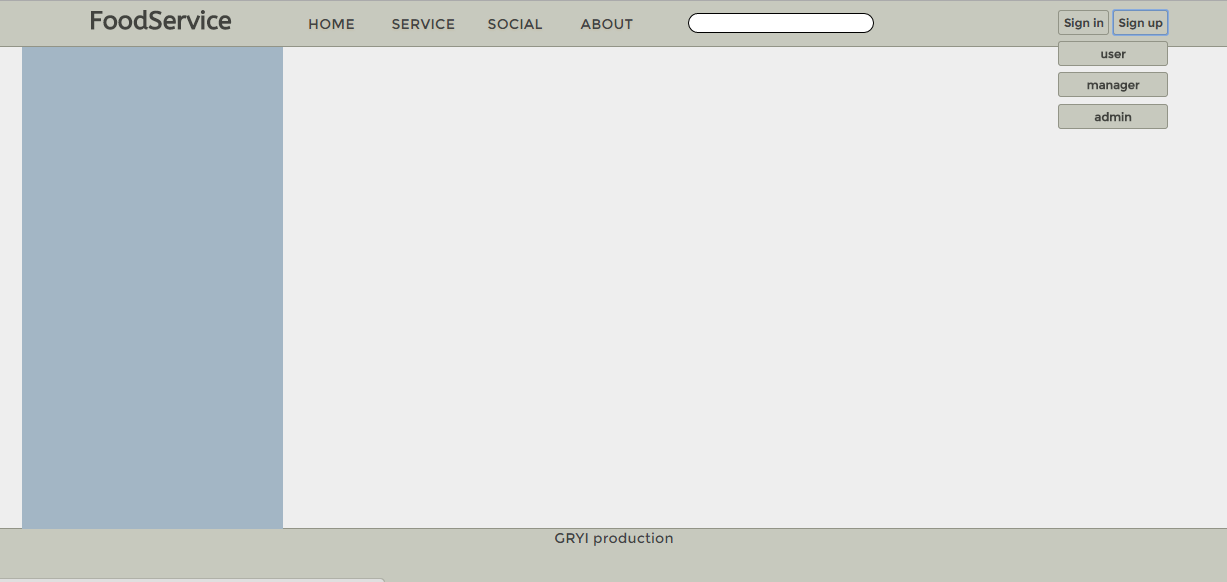 FoodService
HOME SERVICE SOCIAL ABOUT
Sign in Sign up
user
manager
admin
GRYI production